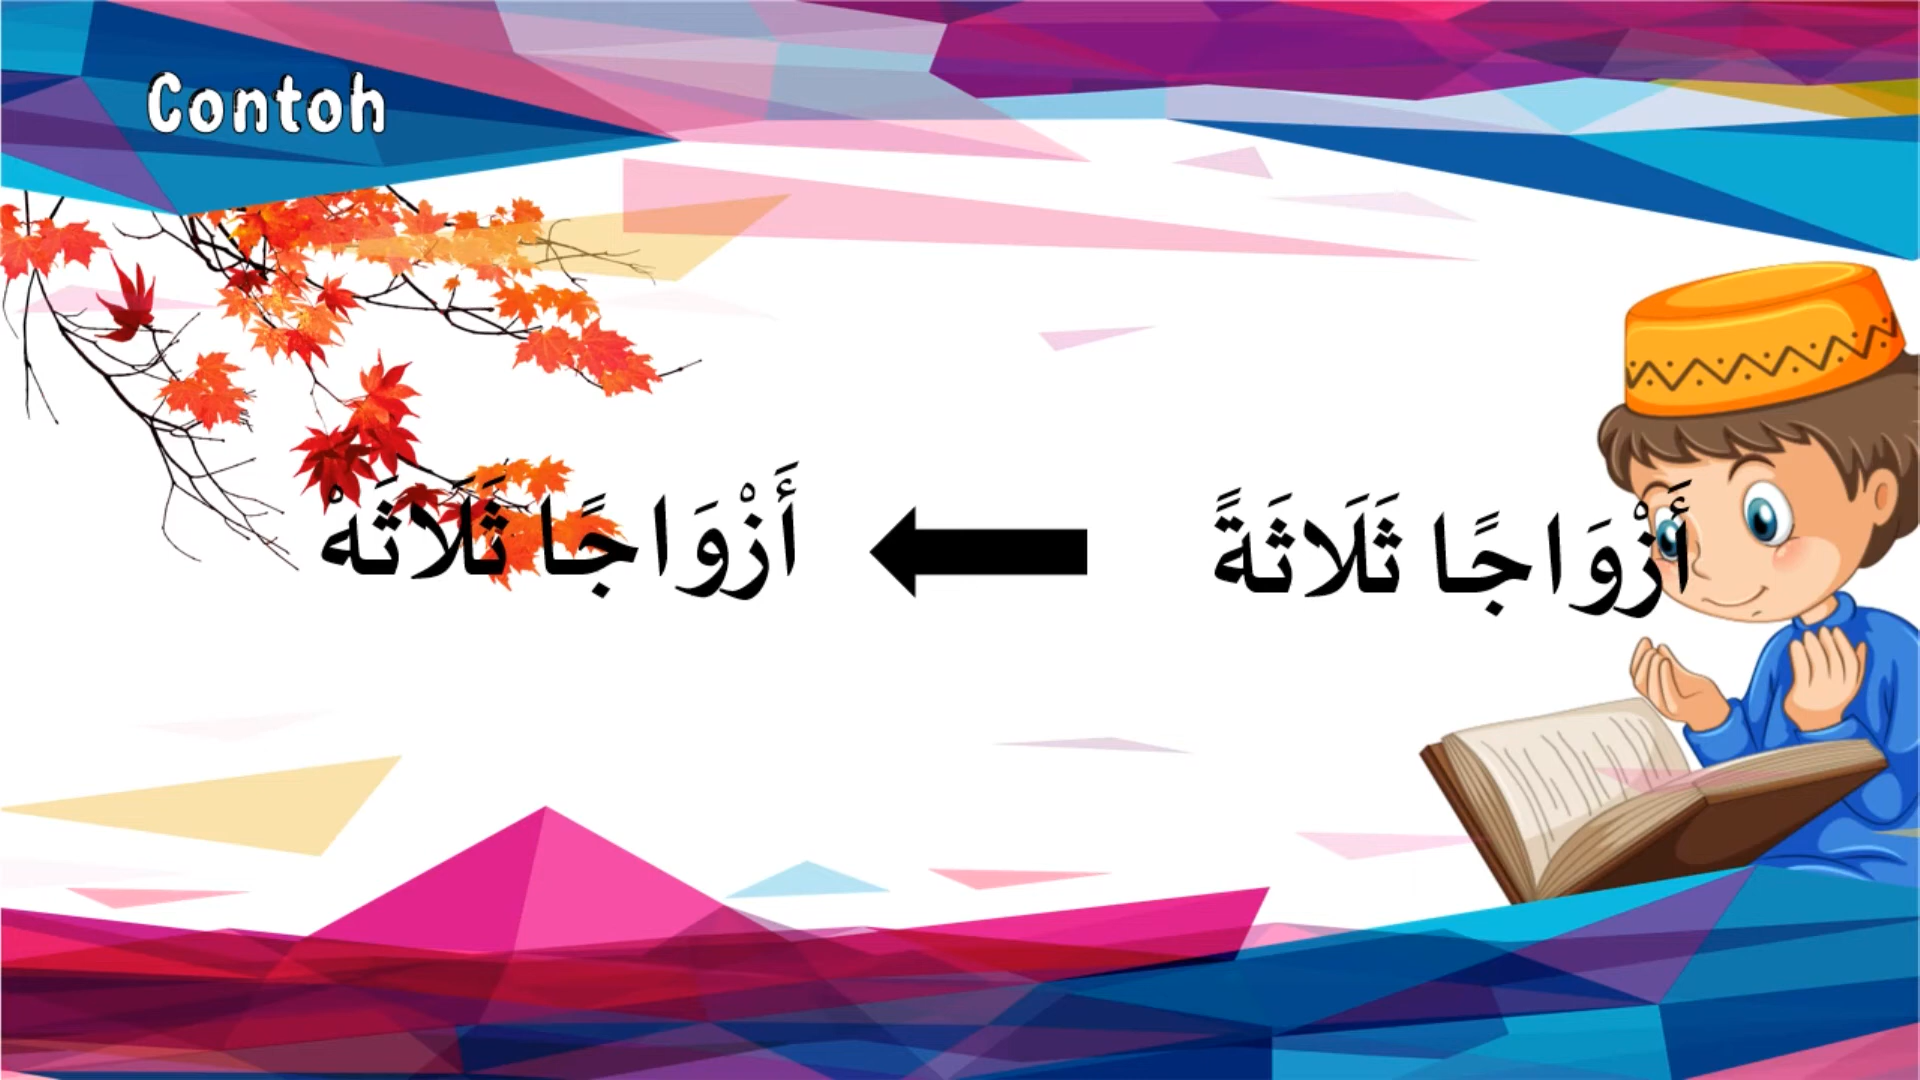 Contoh
أَزْوَاجًا ثَلَاثَةً
أَزْوَاجًا ثَلَاثَهْ